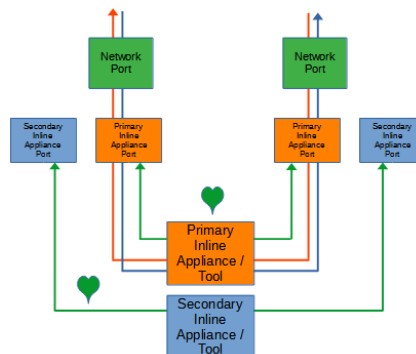 Network
Port
Network
Port
Secondary
Inline
Appliance
Port
Primary
Inline
Appliance
Port
Primary
Inline
Appliance
Port
Secondary
Inline
Appliance
Port
Primary
Inline
Appliance /
Tool
Secondary
Inline
Appliance /
Tool